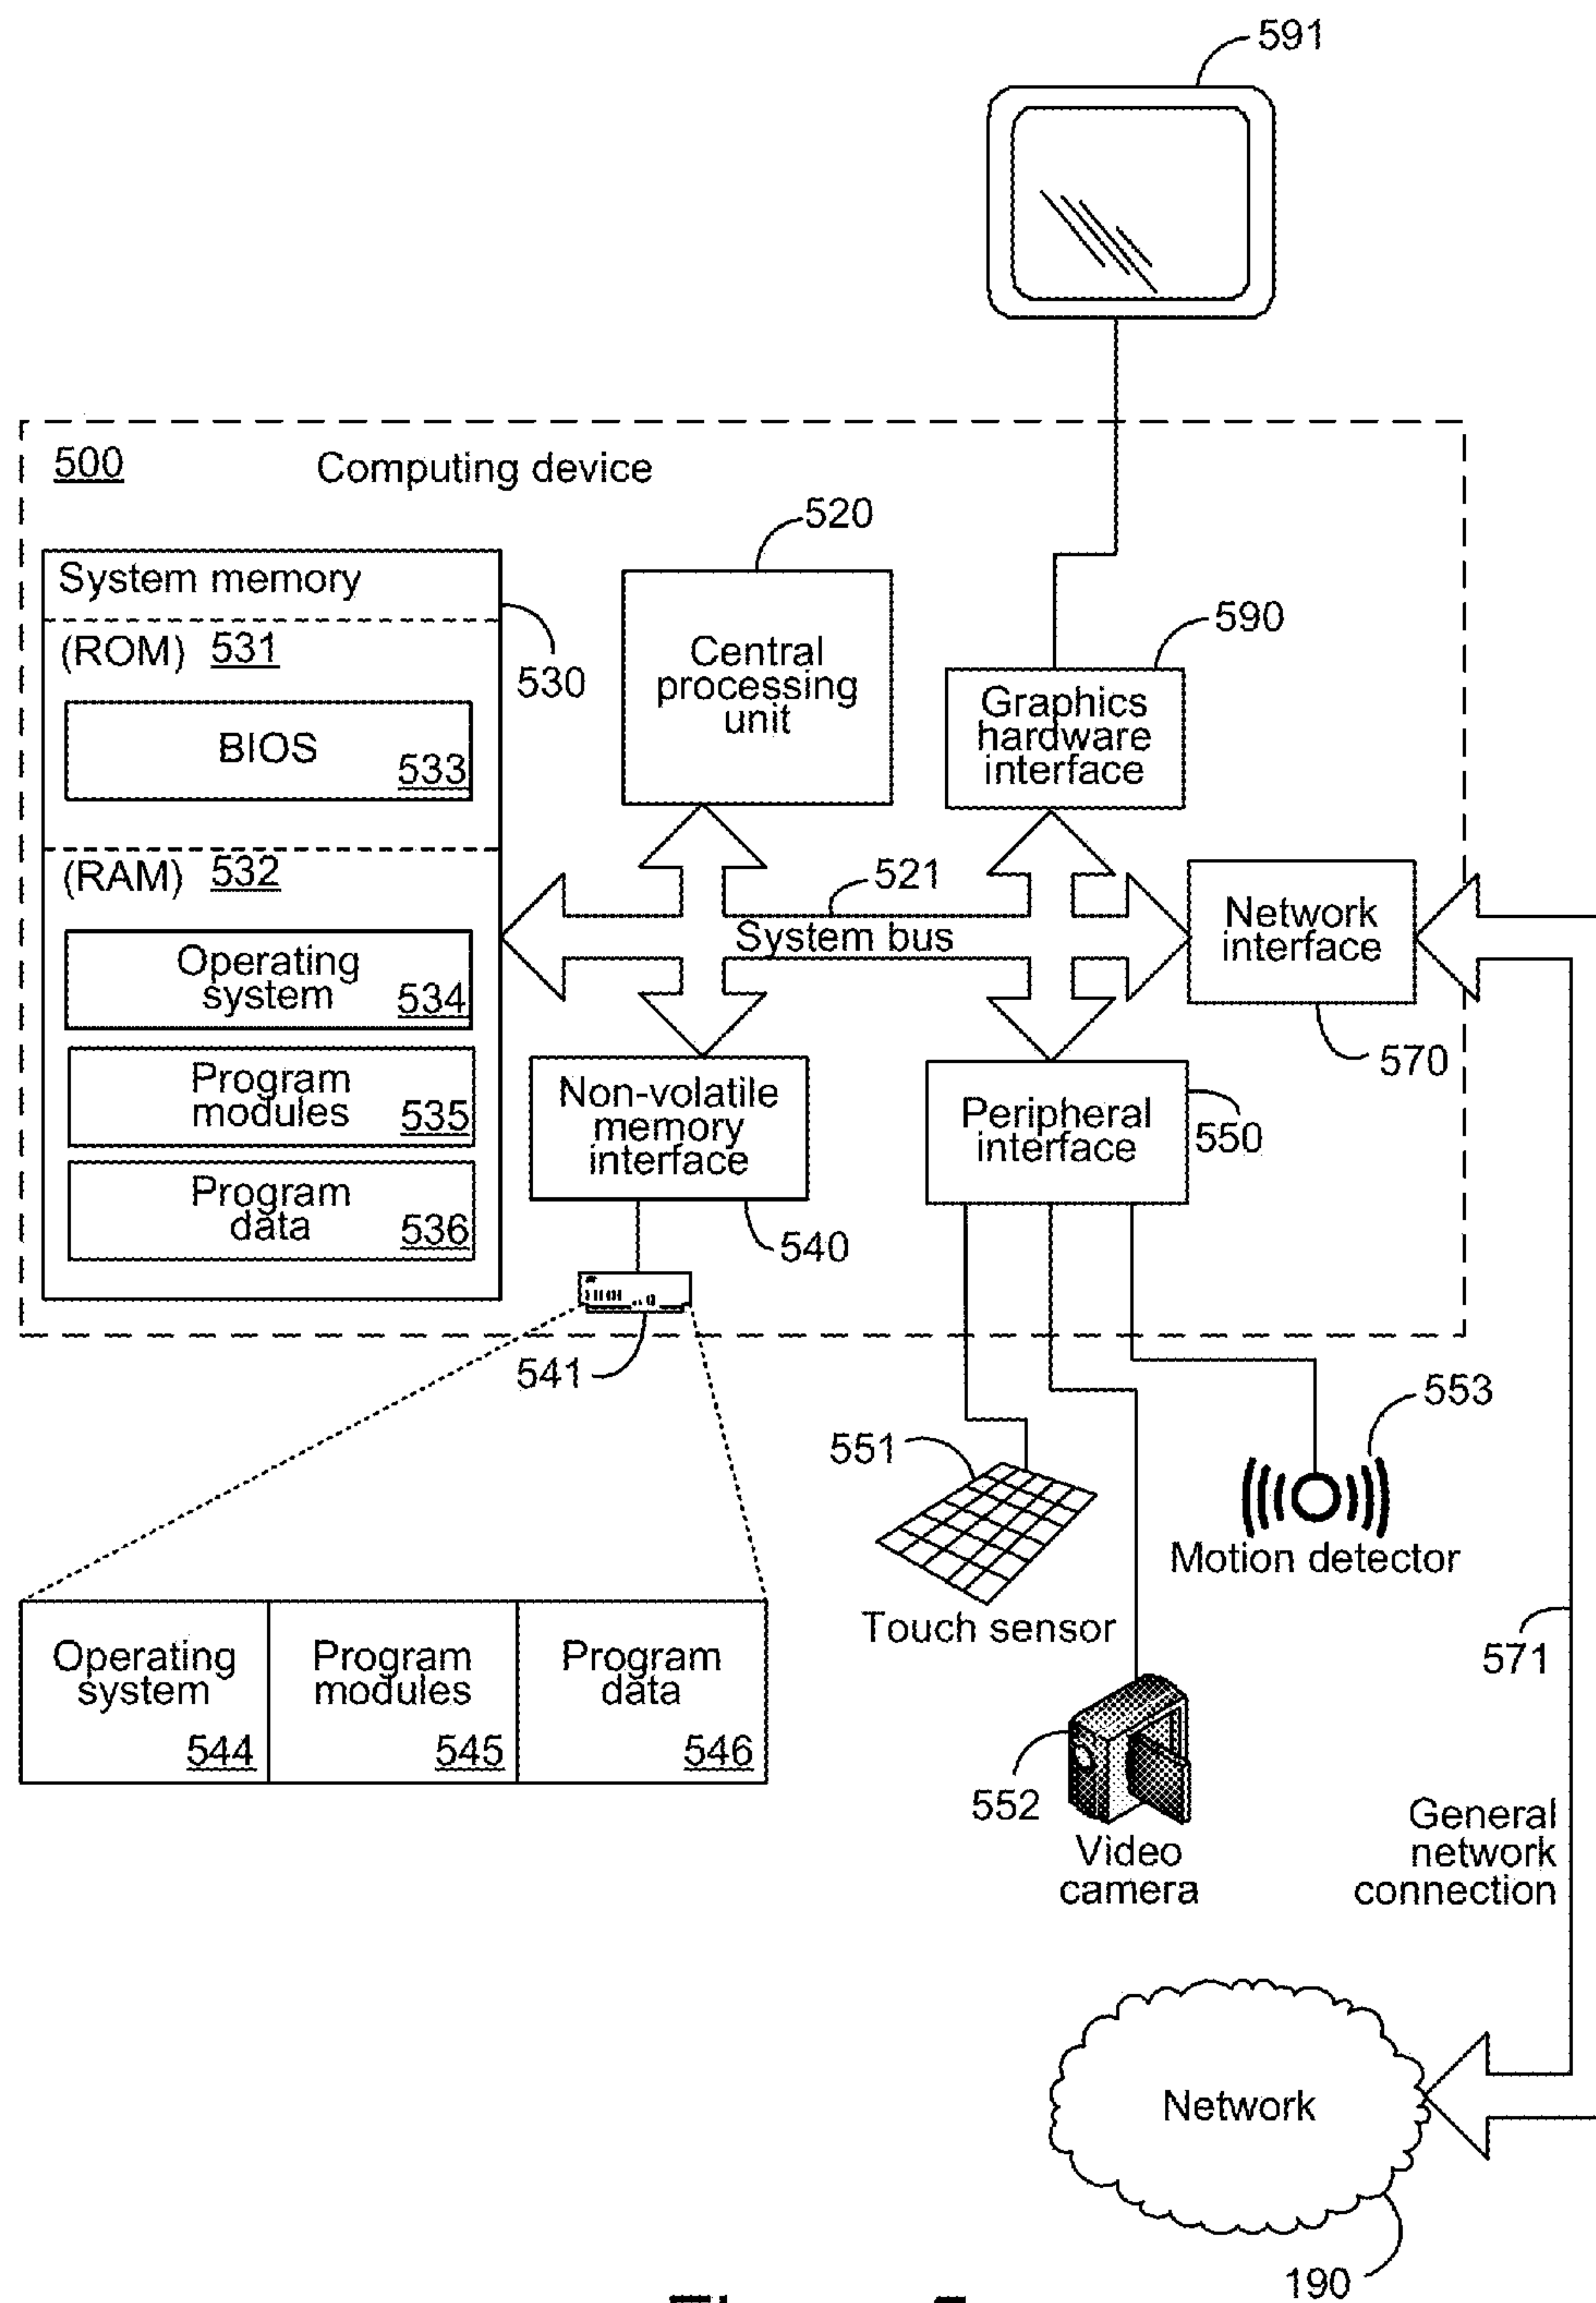 591
500
Computing device
520
System memory
(ROM) 531
530
BIOS
533
Central
processing
unit
590
Graphics
hardware
interface
(RAM) 532
521
System bus
Network
interface
570
Operating
system
534
Program
modules
535
Program
data
536
Non-volatile
memory
interface
540
Peripheral
interface
550
541
551
Touch sensor
553
Motion detector
571
Operating
system
544
Program
modules
545
Program
data
546
552
Video
camera
General
network
connection
Network
190